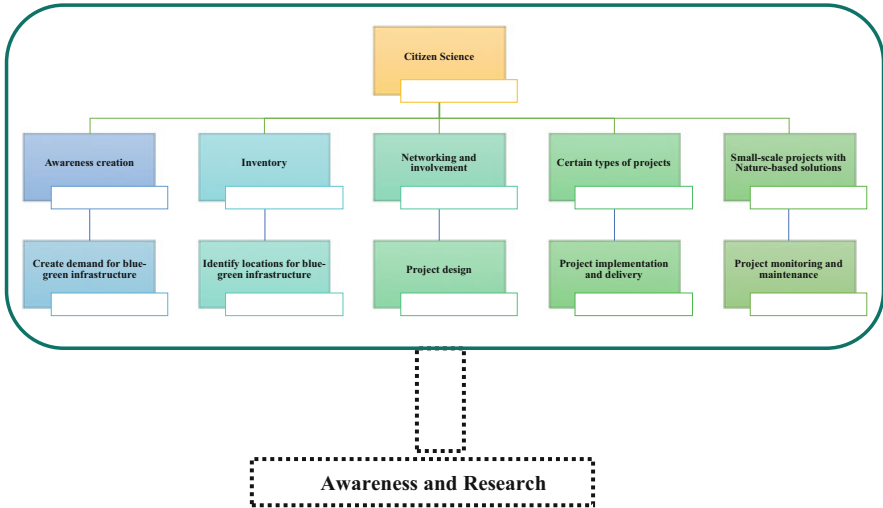 Citizen Science
Awareness creation
Inventory
Networking and
involvement
Certain types of projects
Small-scale projects with
Nature-based solutions
Create demand for blue-
green infrastructure
Identify locations for blue-
green infrastructure
Project design
Project implementation
and delivery
Project monitoring and
maintenance
Awareness and Research